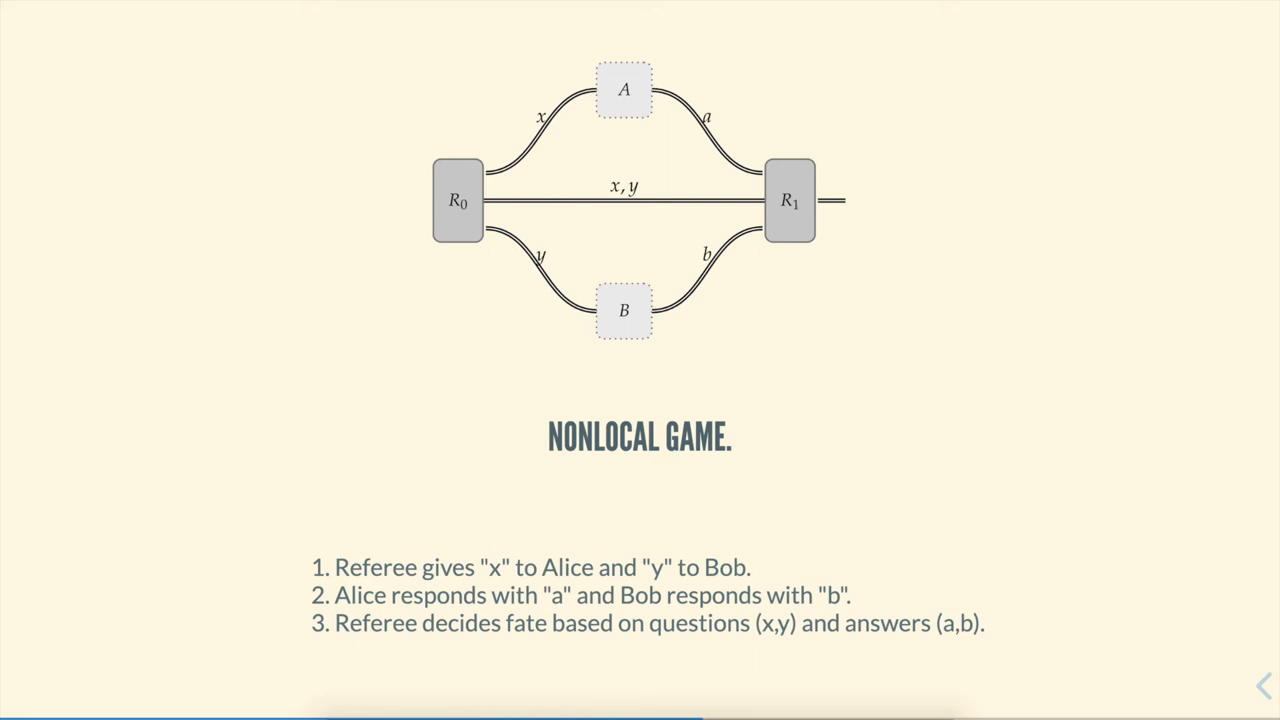 A
x
a
x, y
R0
R1
y
b
B
NONLOCAL GAME.
1. Referee gives "x" to Alice and "y" to Bob.
2. Alice responds with "a" and Bob responds with "b".
3. Referee decides fate based on questions (x,y) and answers (a,b).